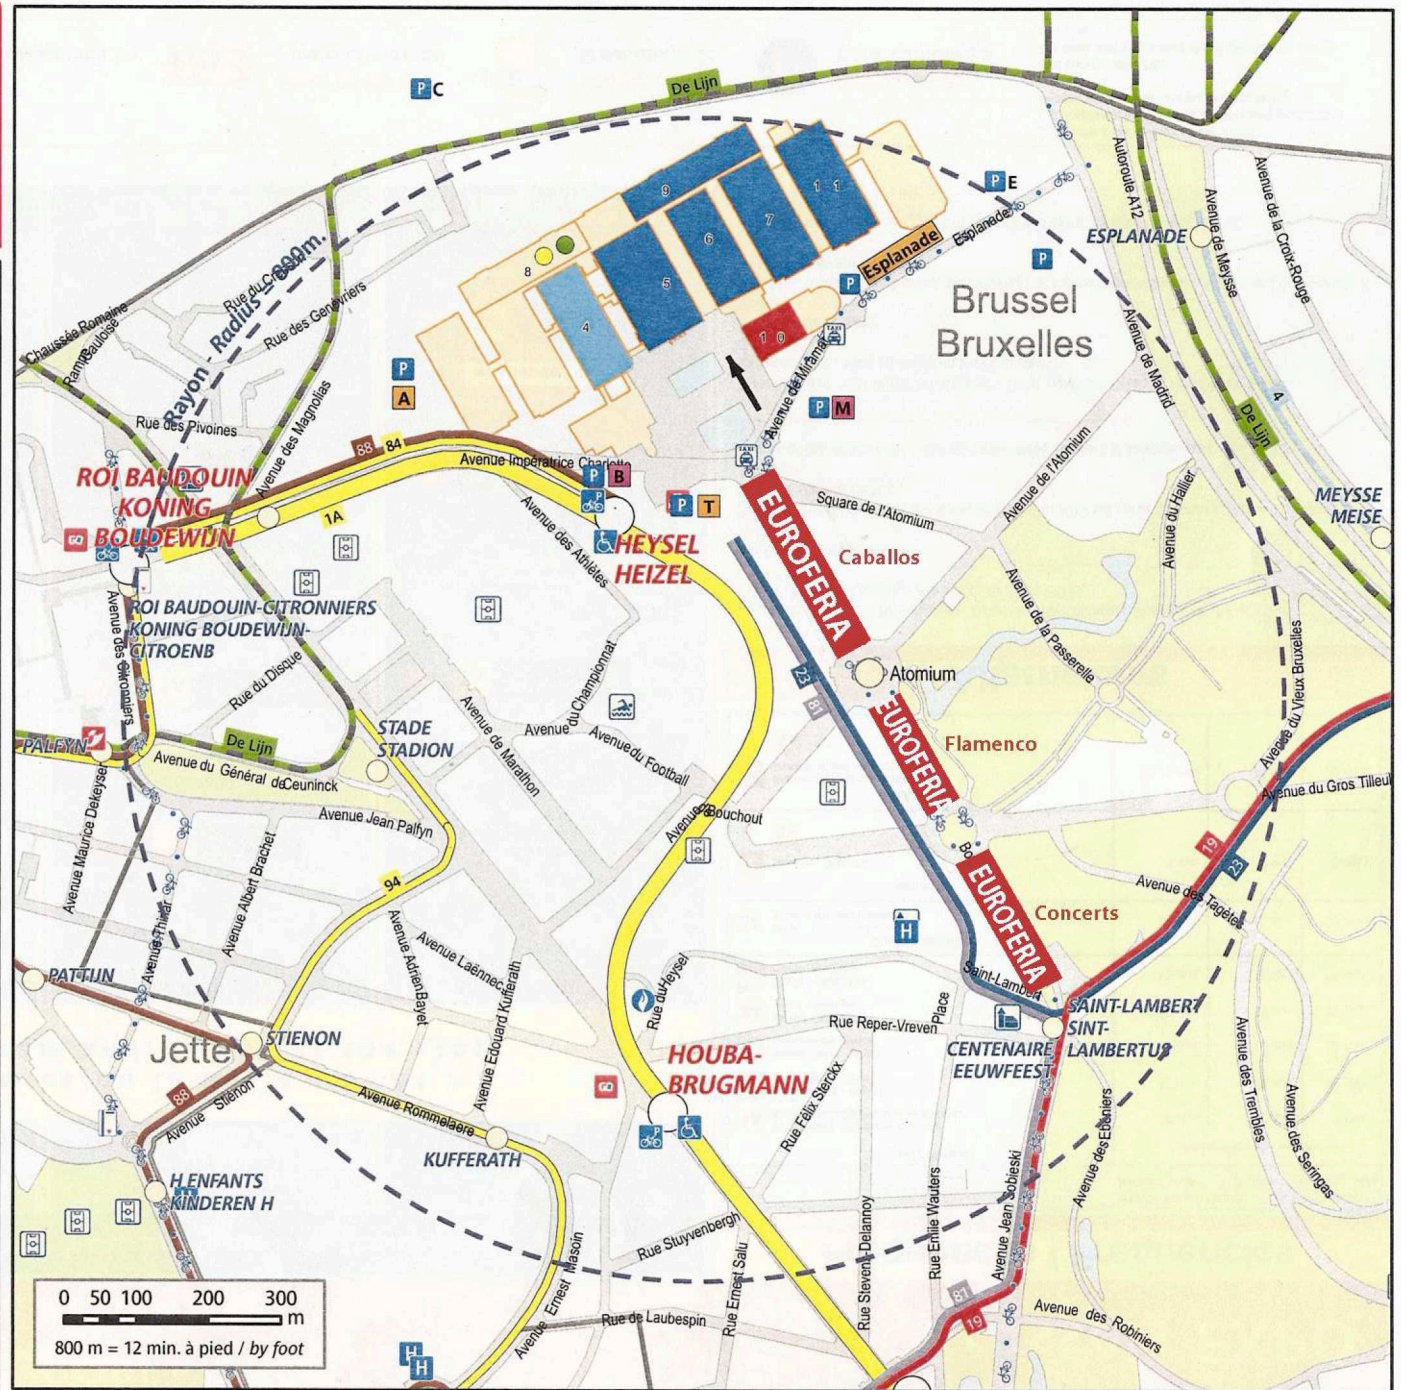 De Lijn
P C
9
11
7
6
5
8
4
10
P E
P
P
Esplanade
Esplanade
ESPLANADE
Autoroute A12
Avenue de Meysse
Avenue de la Croix-Rouge
Brussel
Bruxelles
Avenue de Madrid
4
De Lijn
Rayon - Radius = 800m.
Rue des Genévriers
Chaussée Romaine
Rampe Gauloise
Rue des Pivoines
Avenue des Magnolias
P
A
TAXI
Avenue de Miramar
P M
TAXI
88
84
Avenue Impératrice Charlotte
P B
P T
P
1A
ROI BAUDOUIN
KONING
BOUDEWIJN
HEYSEL
HEIZEL
Avenue des Athlètes
Square de l'Atomium
Avenue de l'Atomium
Avenue du Hallier
MEYSSE
MEISE
EUROFERIA
Caballos
ROI BAUDOUIN-CITRONNIERS
KONING BOUDEWIJN-
CITROENB
Avenue des Citronniers
Rue du Disque
Avenue de la Passerelle
Avenue du Vieux Bruxelles
23
81
Atomium
EUROFERIA
Flamenco
Avenue du Championnat
Avenue du Football
Avenue de Marathon
STADE
STADION
PALFYN
De Lijn
Avenue du Général de Ceuninck
Avenue Jean Palfyn
Avenue Maurice Dekeyser
Avenue Albert Brachet
Avenue Thiriar
Avenue de Bouchout
Avenue du Gros Tilleul
19
23
Avenue des Tagètes
94
EUROFERIA
Concerts
H
Avenue Adrien Bayet
Avenue Laënnec
Avenue Edouard Kufferath
PATTIJN
Rue du Heysel
Saint-Lambert
Place
Rue Reper-Vreven
SAINT-LAMBERT
SINT-
LAMBERTUS
CENTENAIRE
EEUWFEEST
Jette
STIENON
88
Avenue Stiénon
Avenue Rommelaere
KUFFERATH
HOUBA-
BRUGMANN
P
Rue Félix Sterckx
Avenue des Ebéniers
Avenue des Trembles
Avenue des Seringas
H ENFANTS
KINDEREN H
Avenue Ernest Masoin
Rue Stuyvenbergh
Rue Ernest Salu
Rue Stevens-Delannoy
Rue Emile Wauters
Avenue Jean Sobieski
81
19
Avenue des Robiniers
Rue de Laubespin
H
H
0 50 100 200 300
m
800 m = 12 min. à pied / by foot